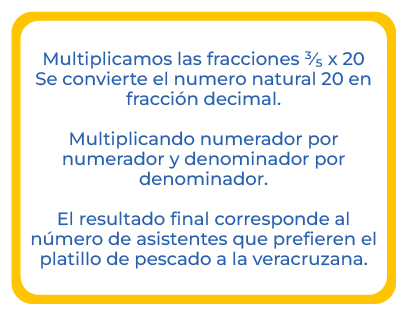 Multiplicamos las fracciones ⅗ x 20
Se convierte el numero natural 20 en
fracción decimal.
Multiplicando numerador por
numerador y denominador por
denominador.
El resultado final corresponde al
número de asistentes que prefieren el
platillo de pescado a la veracruzana.